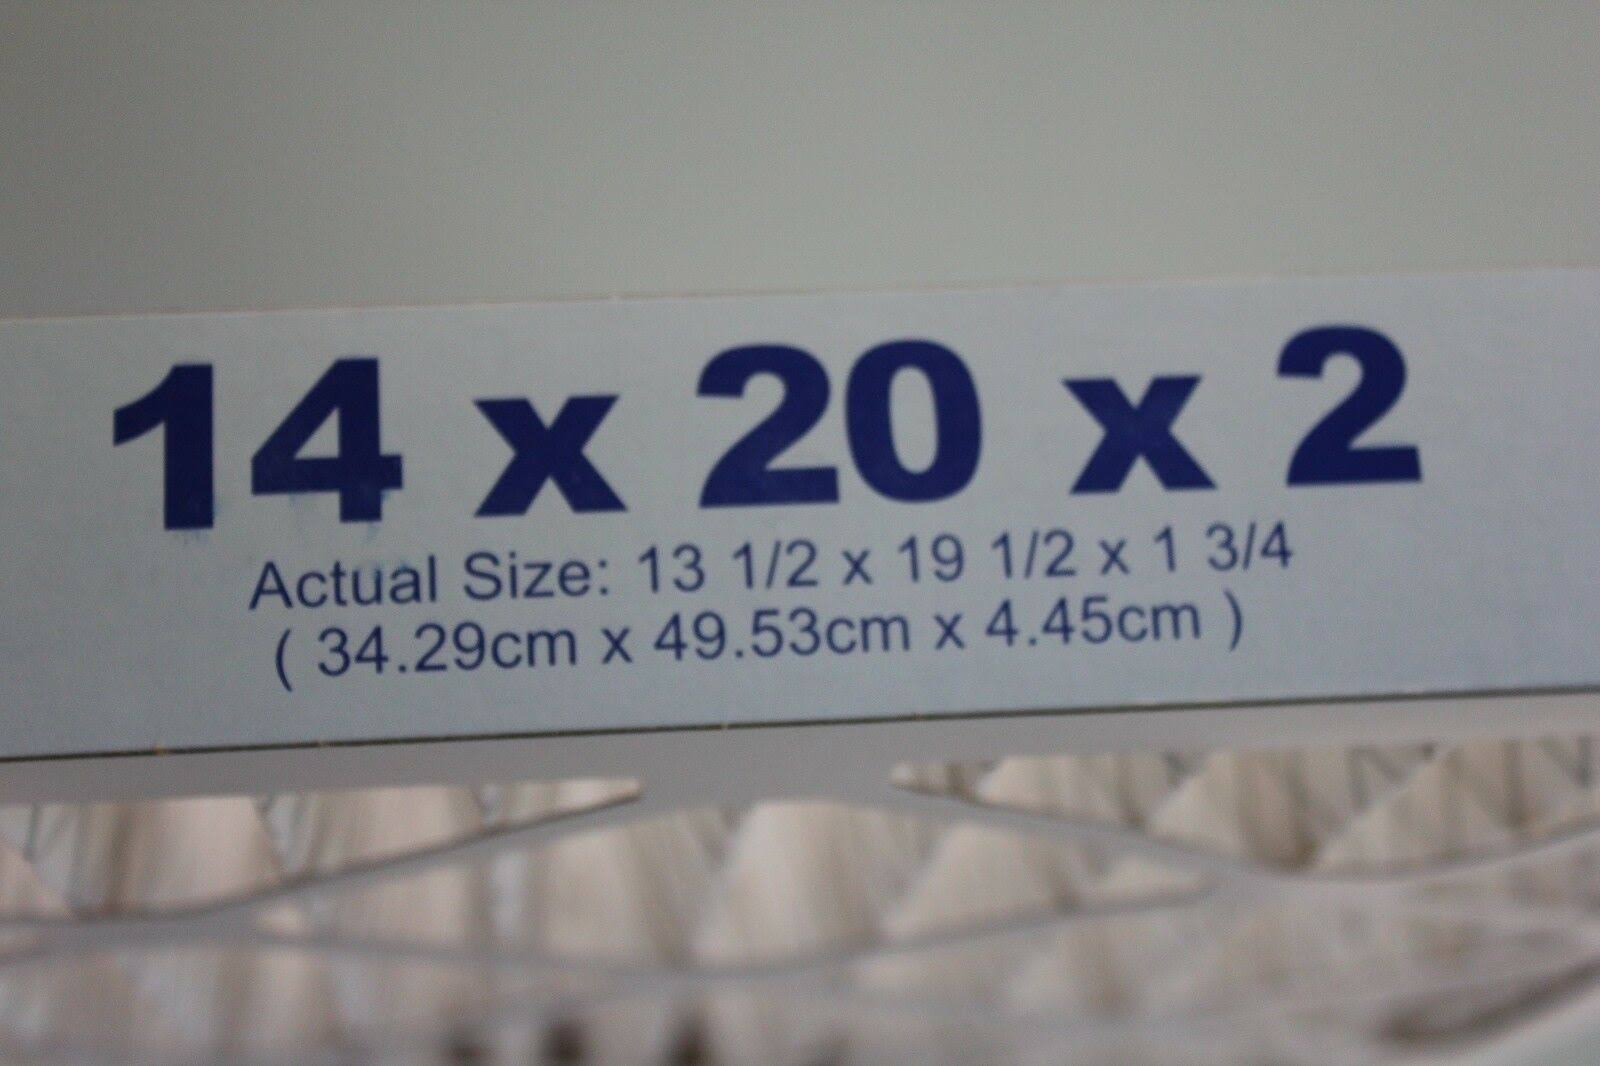 14 x 20 x 2
Actual Size: 13 1/2 x 19 1/2 x 1 3/4
( 34.29cm x 49.53cm x 4.45cm )